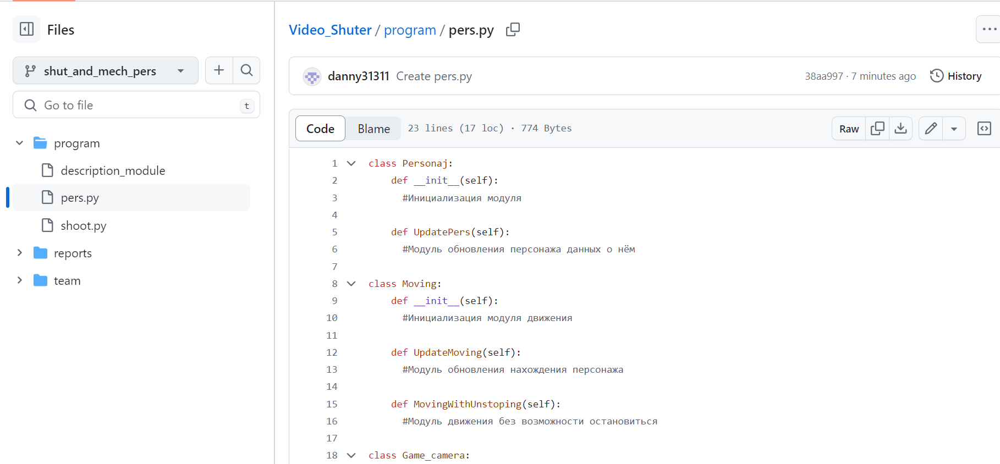 Files
shut_and_mech_pers
Go to file
t
program
description_module
pers.py
shoot.py
reports
team
Video_Shuter / program / pers.py
danny31311 Create pers.py
38aa997 · 7 minutes ago
History
Code
Blame
23 lines (17 loc) · 774 Bytes
Raw
1 class Personaj:
2 def __init__(self):
3 #Инициализация модуля
4
5 def UpdatePers(self):
6 #Модуль обновления персонажа данных о нём
7
8 class Moving:
9 def __init__(self):
10 #Инициализация модуля движения
11
12 def UpdateMoving(self):
13 #Модуль обновления нахождения персонажа
14
15 def MovingWithUnstoping(self):
16 #Модуль движения без возможности остановиться
17
18 class Game_camera: